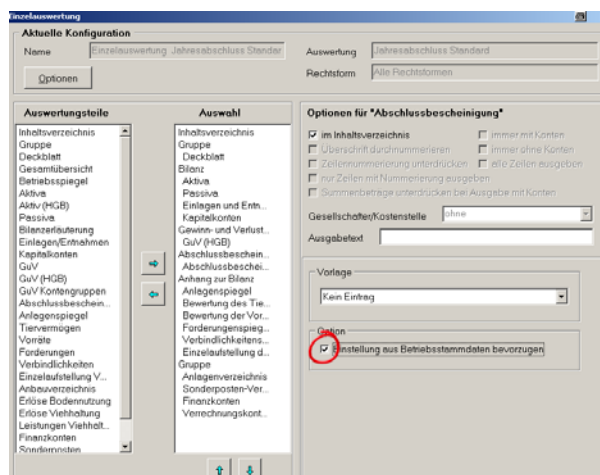 Einzelauswertung
Aktuelle Konfiguration
Name
Einzelauswertung Jahresabschluss Standar
Auswertung
Jahresabschluss Standard
Rechtsform
Alle Rechtsformen
Optionen
Auswertungsteile
Inhaltsverzeichnis
Gruppe
Deckblatt
Gesamtübersicht
Betriebsspiegel
Aktiva
Aktiv (HGB)
Passiva
Bilanzerläuterung
Einlagen/Entnahmen
Kapitalkonten
GuV
GuV (HGB)
GuV Kontengruppen
Abschlussbeschein...
Anlagenspiegel
Tiervermögen
Vorräte
Forderungen
Verbindlichkeiten
Einzelaufstellung V...
Anbauverzeichnis
Erlöse Bodennutzung
Erlöse Viehhaltung
Leistungen Viehhalt...
Finanzkonten
Sonderposten
Auswahl
Inhaltsverzeichnis
Gruppe
Deckblatt
Bilanz
Aktiva
Passiva
Einlagen und Entn...
Kapitalkonten
Gewinn- und Verlust...
GuV (HGB)
Abschlussbeschein...
Abschlussbeschei...
Anhang zur Bilanz
Anlagenspiegel
Bewertung des Tie...
Bewertung der Vor...
Forderungenspieg...
Verbindlichkeitens...
Einzelaufstellung d...
Gruppe
Anlagenverzeichnis
Sonderposten-Ver...
Finanzkonten
Verrechnungskont...
Optionen für "Abschlussbescheinigung"
im Inhaltsverzeichnis
immer mit Konten
Überschrift durchnummerieren
immer ohne Konten
Zeilennummerierung unterdrücken
alle Zeilen ausgeben
nur Zeilen mit Nummerierung ausgeben
Summenbeträge unterdrücken bei Ausgabe mit Konten
Gesellschafter/Kostenstelle
ohne
Ausgabetext
Vorlage
Kein Eintrag
Option
Einstellung aus Betriebsstammdaten bevorzugen